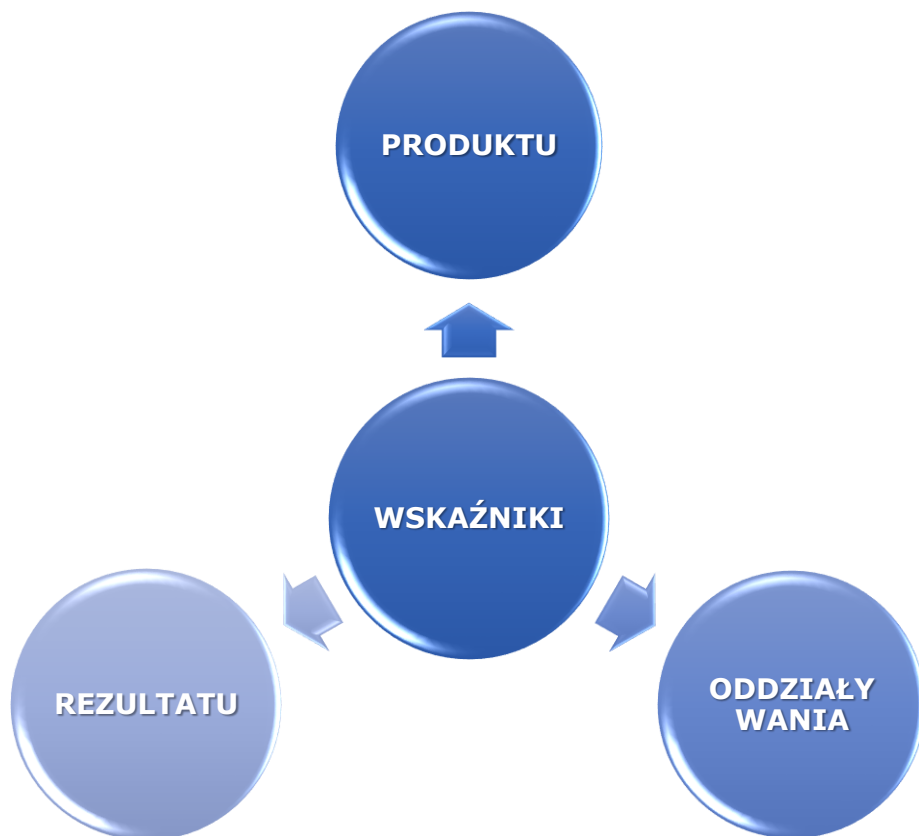 PRODUKTU
WSKAŹNIKI
REZULTATU
ODDZIAŁY
WANIA